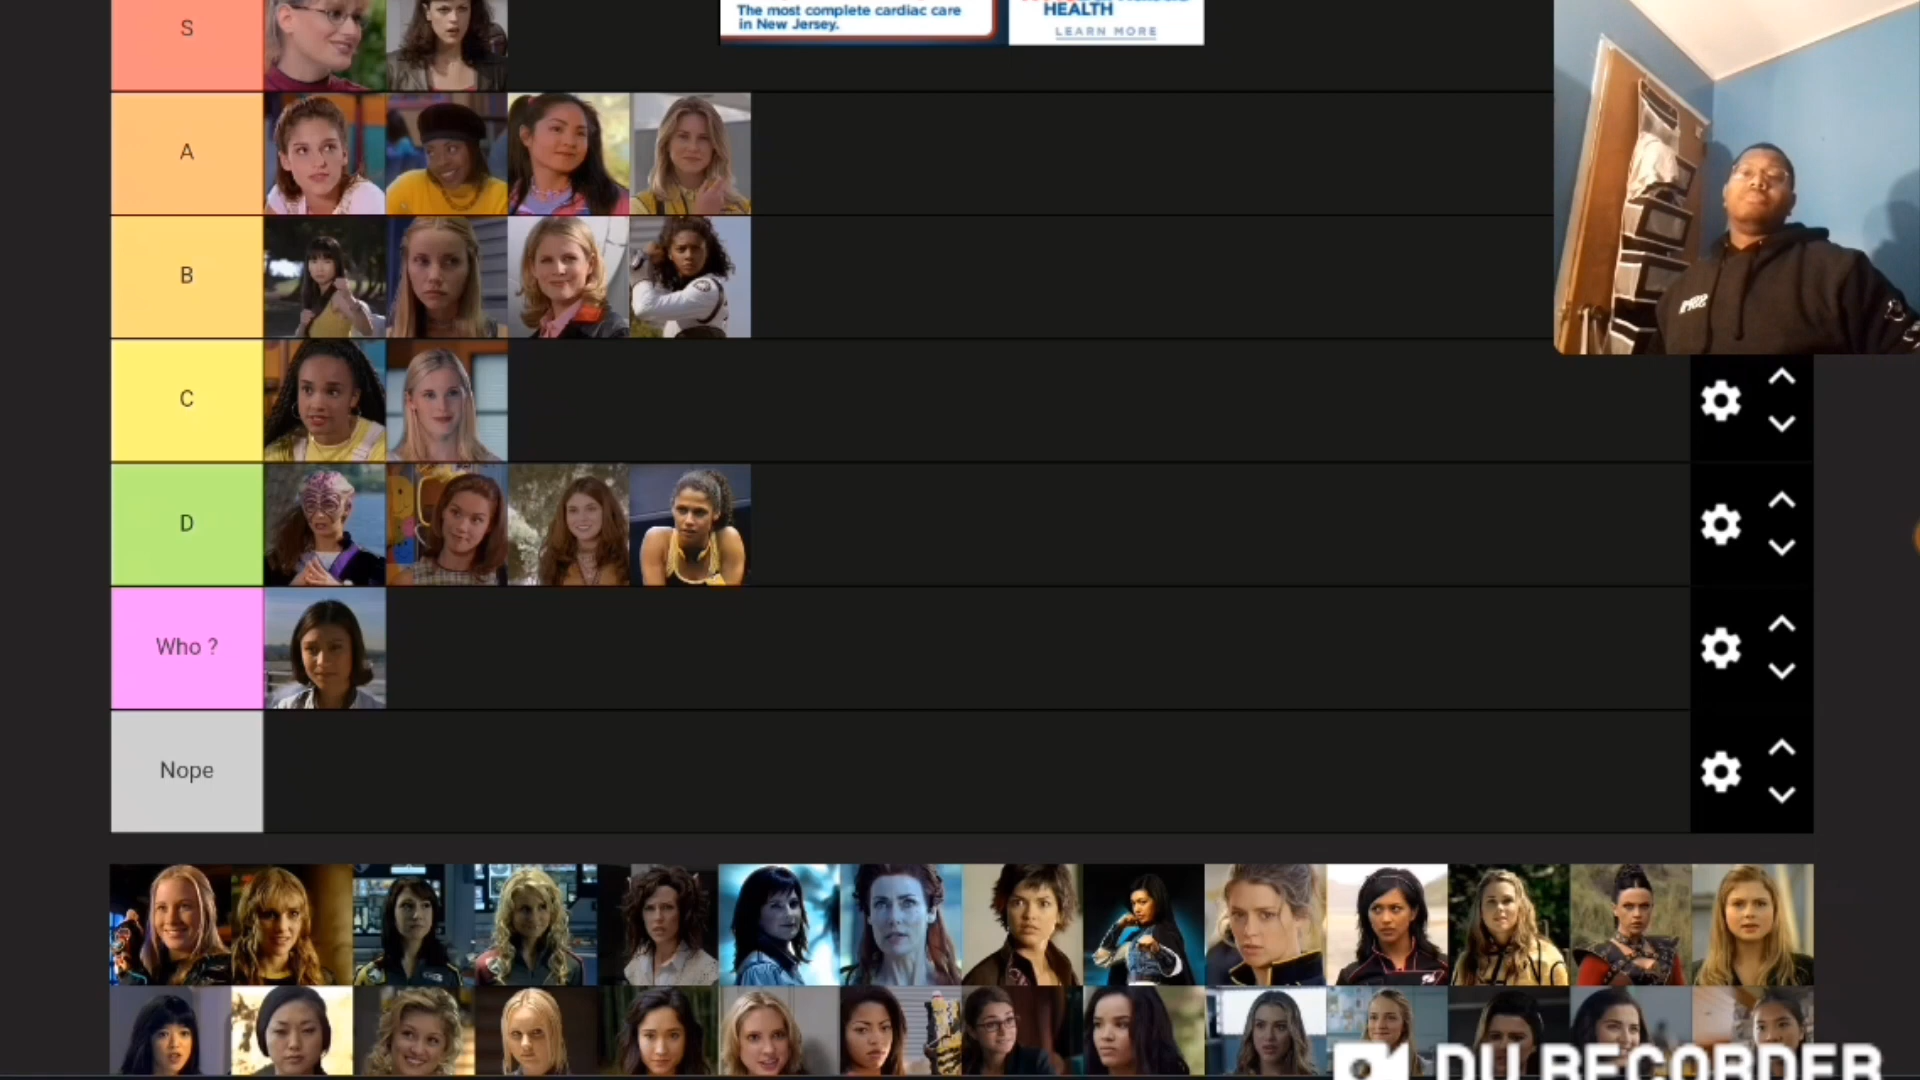 S
The most complete cardiac care
in New Jersey.
HEALTH
LEARN MORE
A
B
C
D
Who ?
Nope
DU RECORDER